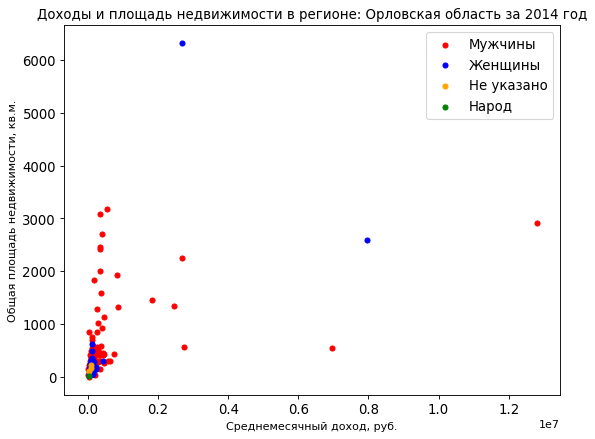 Доходы и площадь недвижимости в регионе: Орловская область за 2014 год
Мужчины
Женщины
Не указано
Народ
Общая площадь недвижимости, кв.м.
6000
5000
4000
3000
2000
1000
0
0.0 0.2 0.4 0.6 0.8 1.0 1.2
1e7
Среднемесячный доход, руб.